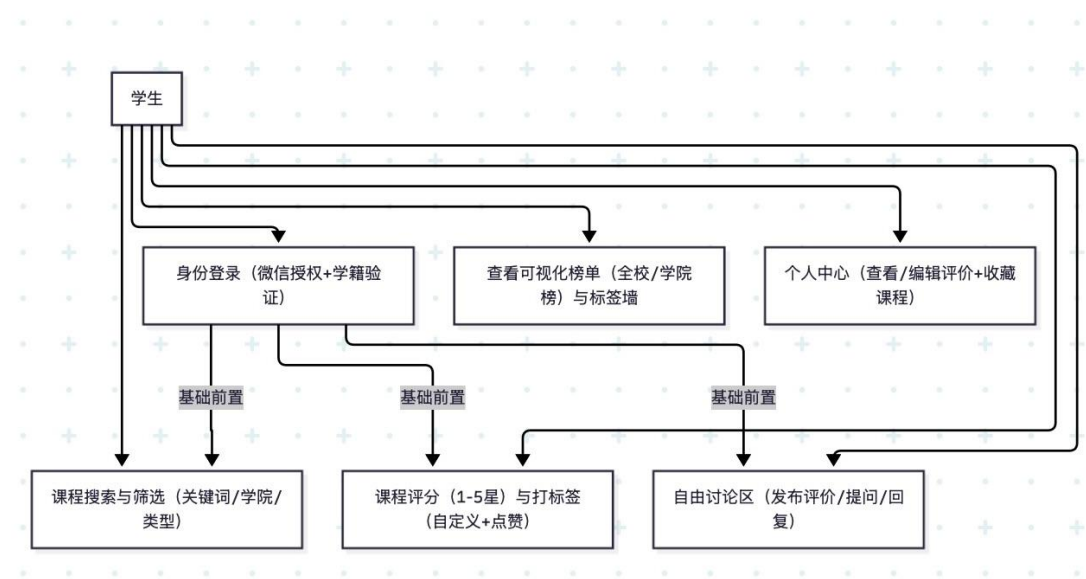 学生
身份登录（微信授权+学籍验
证）
查看可视化榜单（全校/学院
榜）与标签墙
个人中心（查看/编辑评价+收藏
课程）
基础前置
基础前置
基础前置
课程搜索与筛选（关键词/学院/
类型）
课程评分（1-5星）与打标签
（自定义+点赞）
自由讨论区（发布评价/提问/回
复）